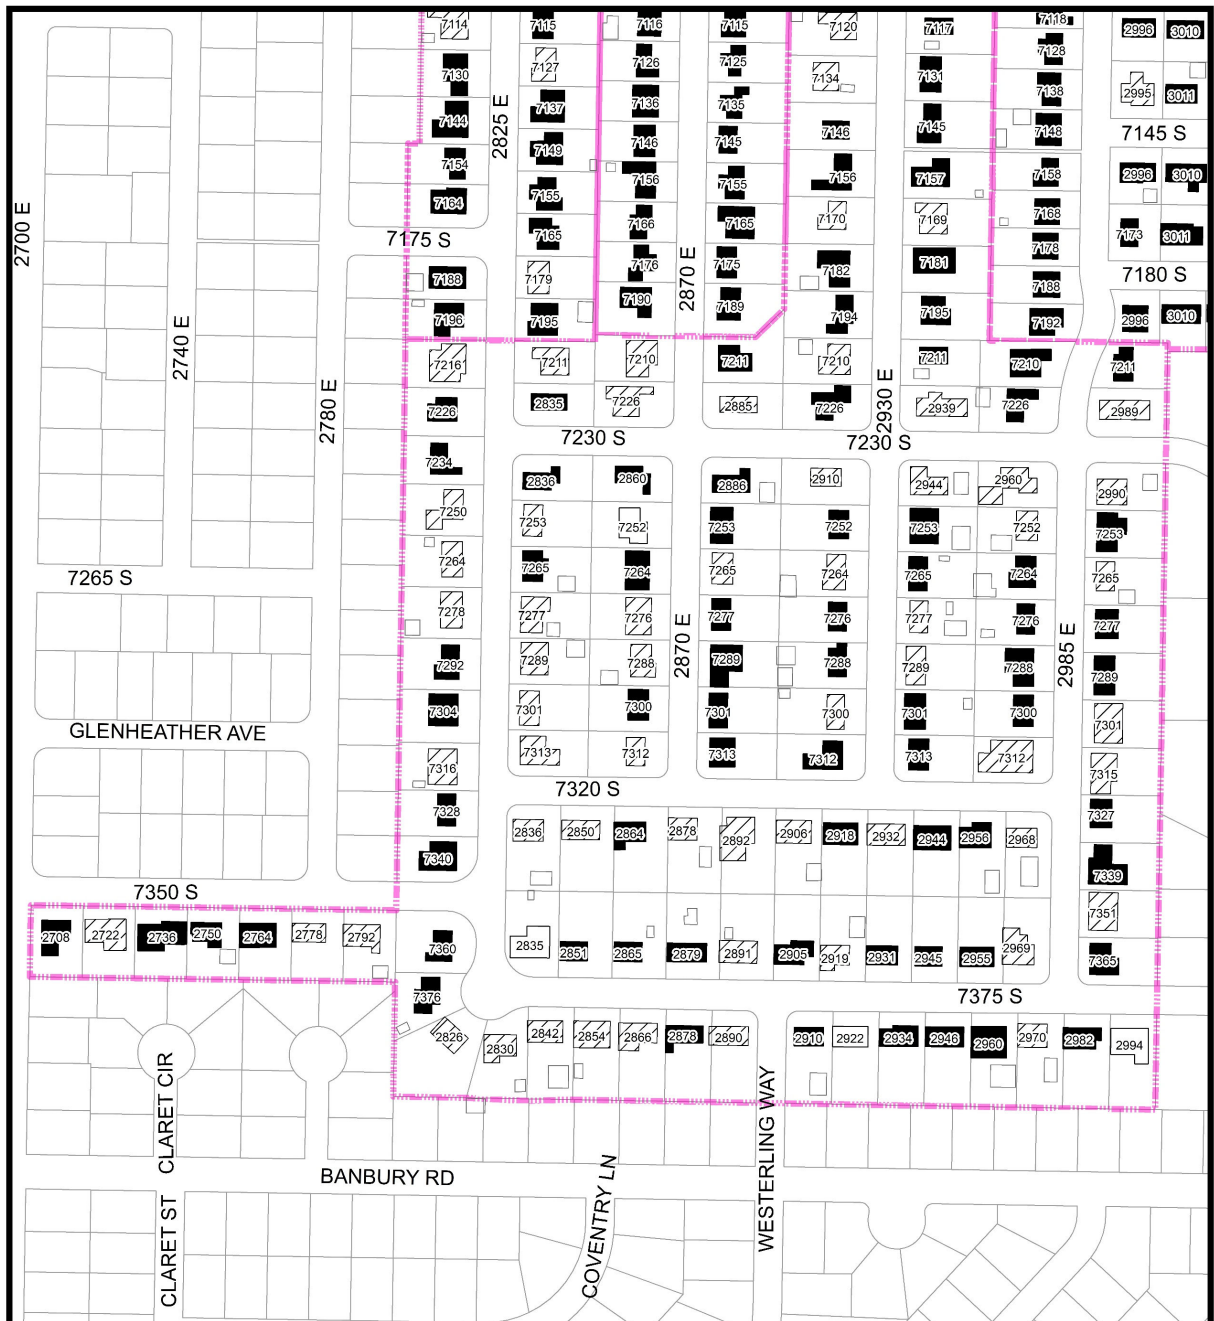 7114 7115 7116 7115 7120 7117 7118 2996 3010
7130 7127 7126 7125 7134 7131 7128
7144 7137 7136 7135 7138 2995 3011
7149 7146 7145 7146 7145 7148 7145 S
2825 E
7154 7155 7156 7155 7156 7157 7158 2996 3010
7164 7165 7166 7165 7170 7169 7168 7173 3011
7175 S
7178
2700 E
7188 7179 7176 7175 7182 7181 7188 7180 S
2870 E
7196 7195 7190 7189 7194 7195 7192 2996 3010
2740 E
7216 7211 7210 7211 7210 7211 7210 7211
2780 E
2930 E
7226 2835 7226 2885 7226 2939 7226 2989
7230 S 7230 S
7234 2836 2860 2886 2910 2944 2960 2990
7250 7253 7252 7253 7252 7253 7252 7253
7264 7265 7264 7265 7264 7265 7264 7265
7265 S
7278 7277 7276 7277 7276 7277 7276 7277
7292 7289 7288 7289 7288 7289 7288 7289
2870 E
2985 E
7304 7301 7300 7301 7300 7301 7300 7301
GLENHEATHER AVE
7316 7313 7312 7313 7312 7313 7312 7315
7320 S
7328 7327
2836 2850 2864 2878 2892 2906 2918 2932 2944 2956 2968
7340 7339
7350 S
7351
2708 2722 2736 2750 2764 2778 2792 7360
2835 2851 2865 2879 2891 2905 2919 2931 2945 2955 2969 7365
7376 7375 S
2826 2830 2842 2854 2866 2878 2890 2910 2922 2934 2946 2960 2970 2982 2994
CLARET CIR
WESTERLING WAY
BANBURY RD
COVENTRY LN
CLARET ST